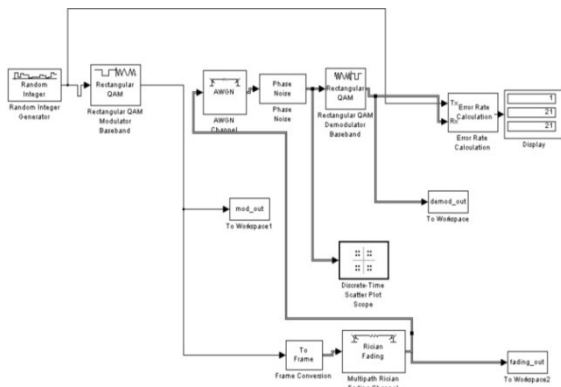 Random
Integer
Random Integer
Generator
Rectangular
QAM
Rectangular QAM
Modulator
Baseband
AWGN
AWGN
Channel
Phase
Noise
Phase
Noise
Rectangular
QAM
Rectangular QAM
Demodulator
Baseband
Tx
Rx
Error Rate
Calculation
Error Rate
Calculation
1
21
21
Display
mod_out
To Workspace1
demod_out
To Workspace
Discrete-Time
Scatter Plot
Scope
To
Frame
Frame Conversion
Rician
Fading
Multipath Rician
Fading Channel
fading_out
To Workspace2